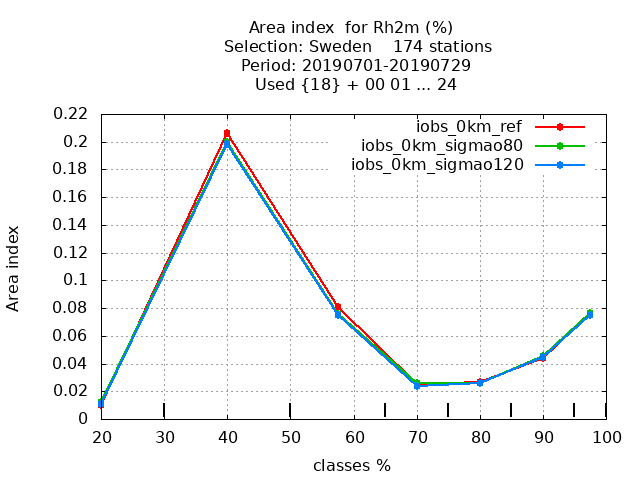 Area index  for Rh2m (%)
Selection: Sweden    174 stations
Period: 20190701-20190729
Used {18} + 00 01 ... 24
iobs_0km_ref
iobs_0km_sigmao80
iobs_0km_sigmao120
Area index
0.22
0.2
0.18
0.16
0.14
0.12
0.1
0.08
0.06
0.04
0.02
0
20 30 40 50 60 70 80 90 100
classes %